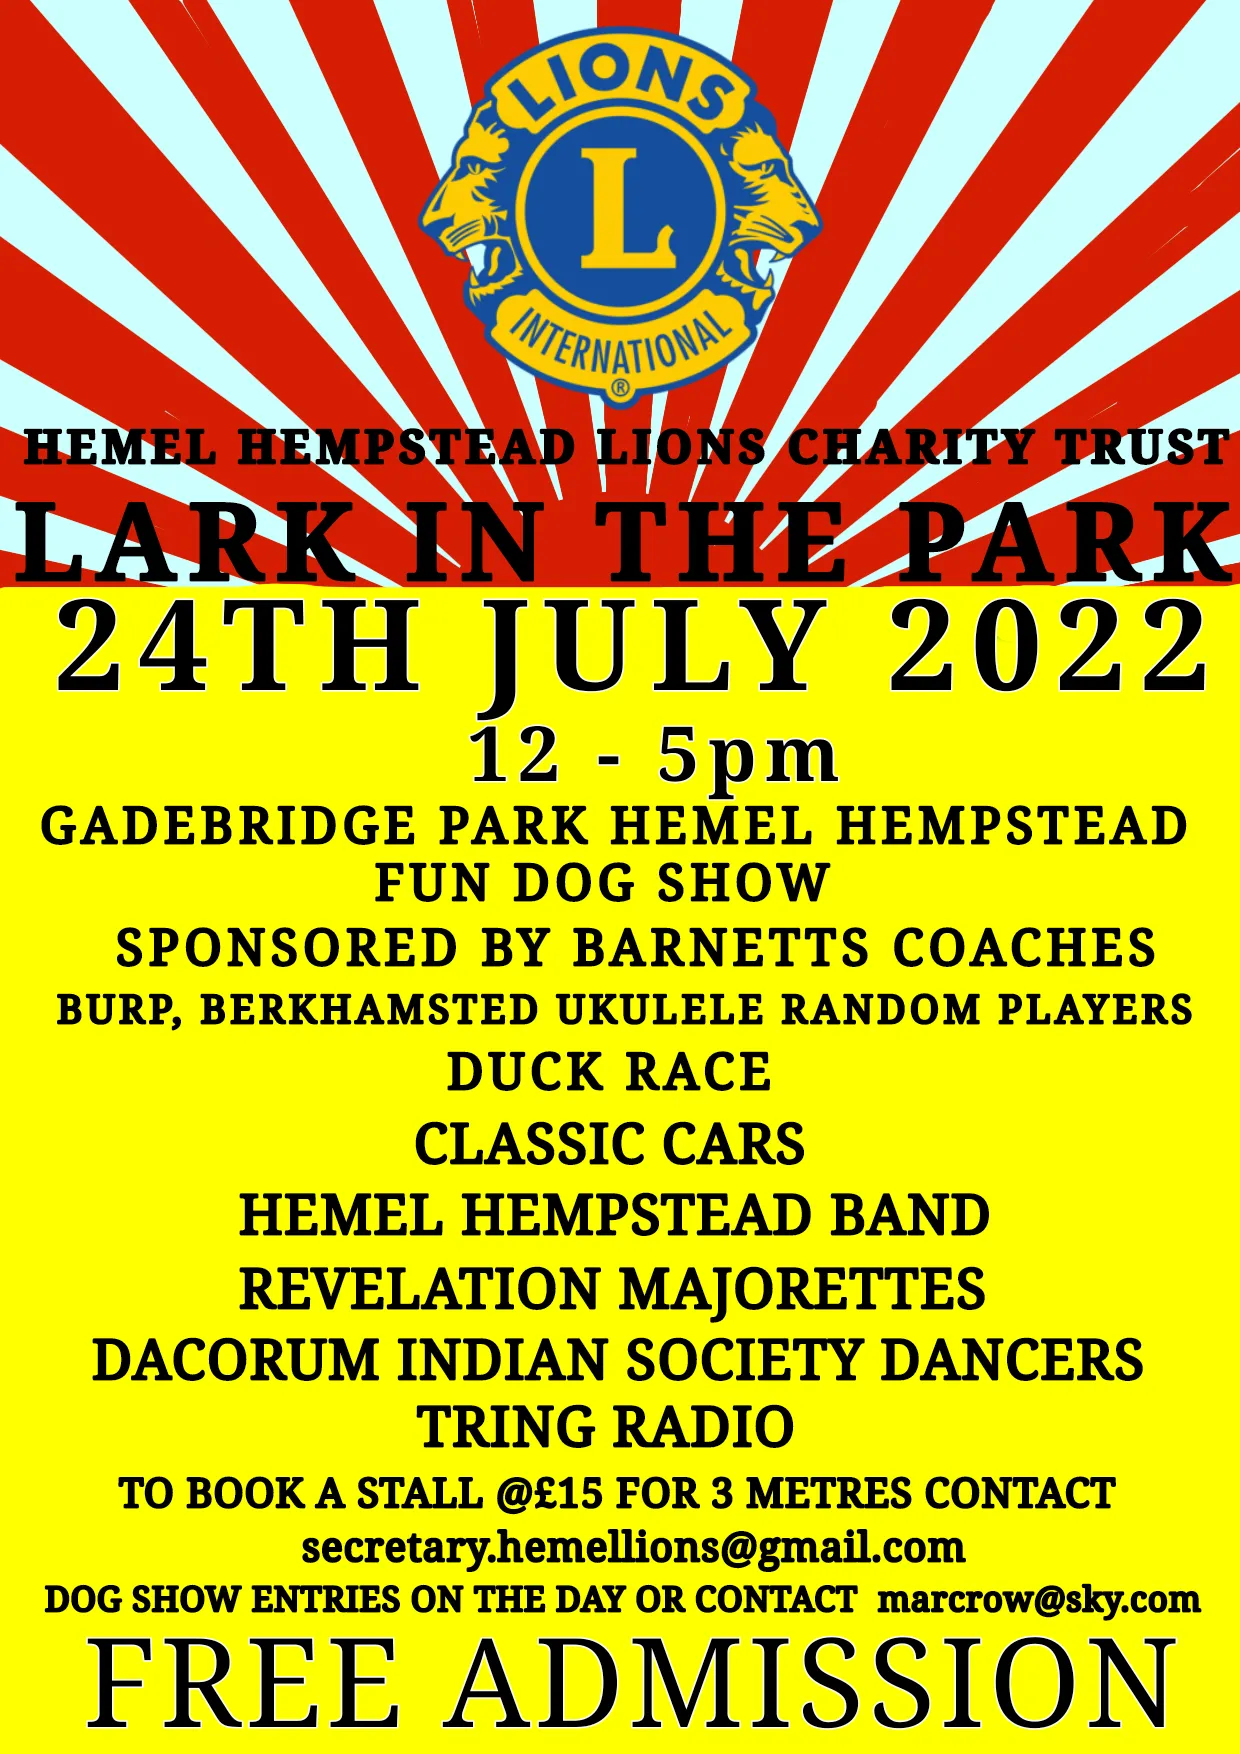 LIONS
L
INTERNATIONAL
®
HEMEL HEMPSTEAD LIONS CHARITY TRUST
LARK IN THE PARK
24TH JULY 2022
12 - 5pm
GADEBRIDGE PARK HEMEL HEMPSTEAD
FUN DOG SHOW
SPONSORED BY BARNETTS COACHES
BURP, BERKHAMSTED UKULELE RANDOM PLAYERS
DUCK RACE
CLASSIC CARS
HEMEL HEMPSTEAD BAND
REVELATION MAJORETTES
DACORUM INDIAN SOCIETY DANCERS
TRING RADIO
TO BOOK A STALL @£15 FOR 3 METRES CONTACT
secretary.hemellions@gmail.com
DOG SHOW ENTRIES ON THE DAY OR CONTACT marcrow@sky.com
FREE ADMISSION